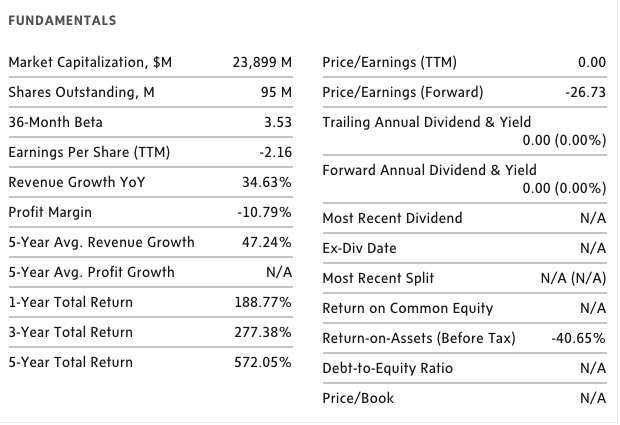 FUNDAMENTALS
Market Capitalization, $M 23,899 M
Shares Outstanding, M 95 M
36-Month Beta 3.53
Earnings Per Share (TTM) -2.16
Revenue Growth YoY 34.63%
Profit Margin -10.79%
5-Year Avg. Revenue Growth 47.24%
5-Year Avg. Profit Growth N/A
1-Year Total Return 188.77%
3-Year Total Return 277.38%
5-Year Total Return 572.05%
Price/Earnings (TTM) 0.00
Price/Earnings (Forward) -26.73
Trailing Annual Dividend & Yield
0.00 (0.00%)
Forward Annual Dividend & Yield
0.00 (0.00%)
Most Recent Dividend N/A
Ex-Div Date N/A
Most Recent Split N/A (N/A)
Return on Common Equity N/A
Return-on-Assets (Before Tax) -40.65%
Debt-to-Equity Ratio N/A
Price/Book N/A